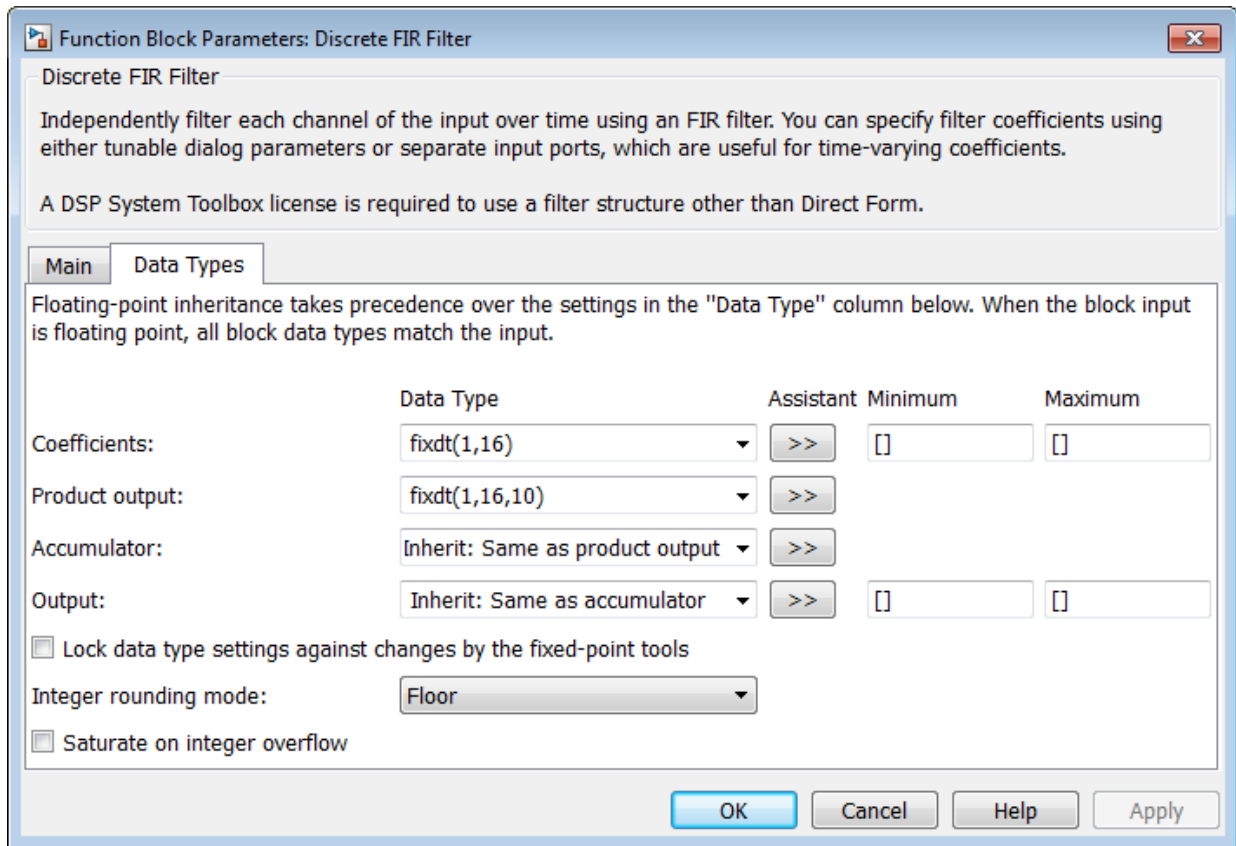 Function Block Parameters: Discrete FIR Filter
Discrete FIR Filter
Independently filter each channel of the input over time using an FIR filter. You can specify filter coefficients using
either tunable dialog parameters or separate input ports, which are useful for time-varying coefficients.
A DSP System Toolbox license is required to use a filter structure other than Direct Form.
Main Data Types
Floating-point inheritance takes precedence over the settings in the "Data Type" column below. When the block input
is floating point, all block data types match the input.
Data Type Assistant Minimum Maximum
Coefficients: fixdt(1,16) >> [] []
Product output: fixdt(1,16,10) >>
Accumulator: Inherit: Same as product output >>
Output: Inherit: Same as accumulator >> [] []
Lock data type settings against changes by the fixed-point tools
Integer rounding mode: Floor
Saturate on integer overflow
OK Cancel Help Apply